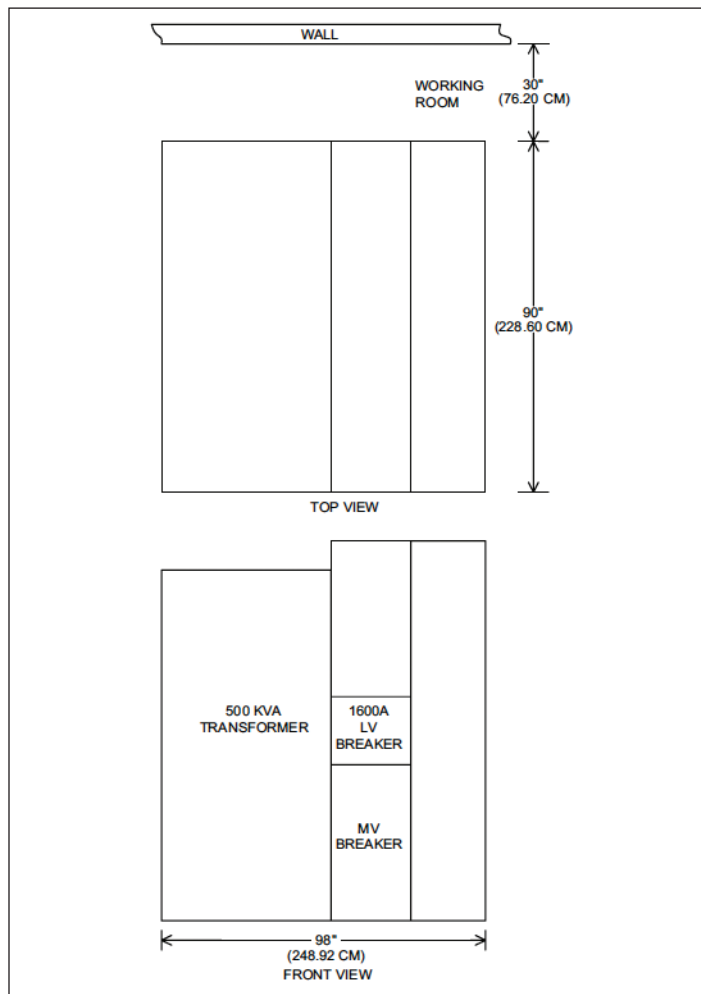 WALL
WORKING
ROOM
30"
(76.20 CM)
90"
(228.60 CM)
TOP VIEW
500 KVA
TRANSFORMER
1600A
LV
BREAKER
MV
BREAKER
98"
(248.92 CM)
FRONT VIEW